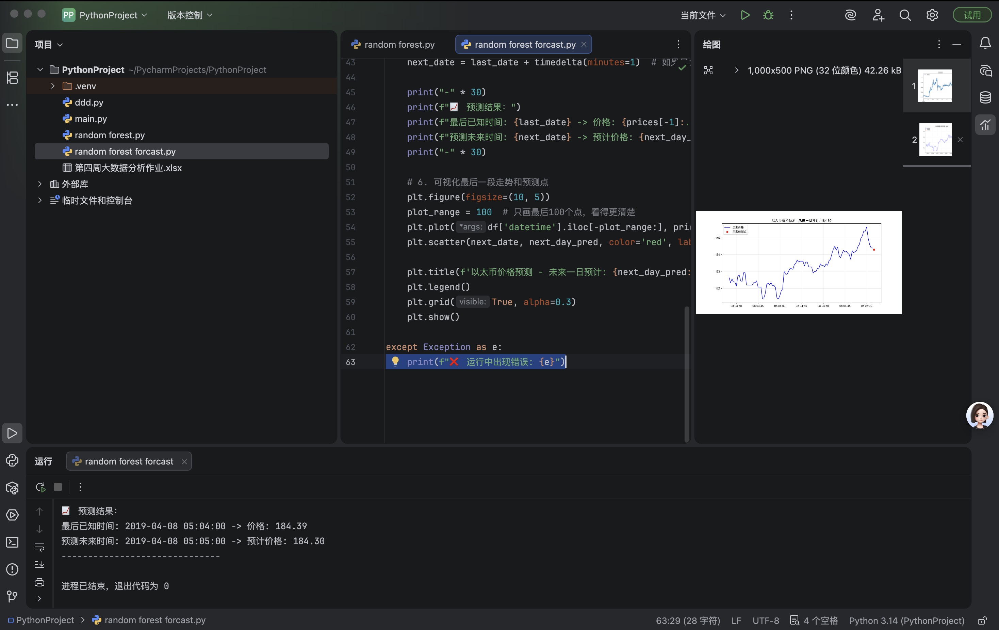 PP PythonProject 版本控制 当前文件 试用
项目
PythonProject ~/PycharmProjects/PythonProject
.venv
ddd.py
main.py
random forest.py
random forest forcast.py
第四周大数据分析作业.xlsx
外部库
临时文件和控制台
random forest.py random forest forcast.py
43 next_date = last_date + timedelta(minutes=1) # 如果
44
45 print("-" * 30)
46 print(f"📈 预测结果: ")
47 print(f"最后已知时间: {last_date} -> 价格: {prices[-1]:.
48 print(f"预测未来时间: {next_date} -> 预计价格: {next_day_
49 print("-" * 30)
50
51 # 6. 可视化最后一段走势和预测点
52 plt.figure(figsize=(10, 5))
53 plot_range = 100 # 只画最后100个点，看得更清楚
54 plt.plot( *args: df['datetime'].iloc[-plot_range:], pri
55 plt.scatter(next_date, next_day_pred, color='red', lab
56
57 plt.title(f'以太币价格预测 - 未来一日预计: {next_day_pred:
58 plt.legend()
59 plt.grid( visible: True, alpha=0.3)
60 plt.show()
61
62 except Exception as e:
63 print(f"❌ 运行中出现错误: {e}")
绘图
1,000x500 PNG (32 位颜色) 42.26 kB
1
2
以太币价格预测 - 未来一日预计: 184.30
历史价格
未来预测点
185
184
183
182
08 03:30 08 03:45 08 04:00 08 04:15 08 04:30 08 04:45 08 05:00
运行 random forest forcast
📈 预测结果:
最后已知时间: 2019-04-08 05:04:00 -> 价格: 184.39
预测未来时间: 2019-04-08 05:05:00 -> 预计价格: 184.30
------------------------------
进程已结束，退出代码为 0
PythonProject random forest forcast.py 63:29 (28 字符) LF UTF-8 4 个空格 Python 3.14 (PythonProject)